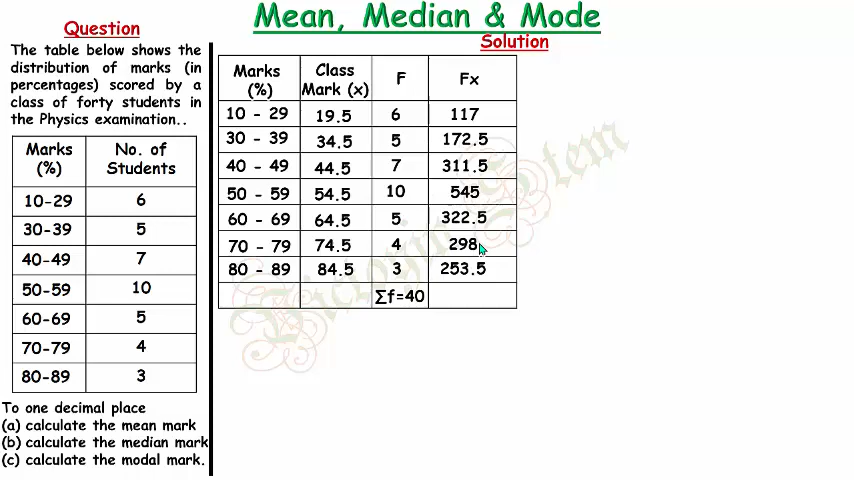 Mean, Median & Mode
Question
The table below shows the
distribution of marks (in
percentages) scored by a
class of forty students in
the Physics examination..
Marks (%) No. of Students
10-29 6
30-39 5
40-49 7
50-59 10
60-69 5
70-79 4
80-89 3
To one decimal place
(a) calculate the mean mark
(b) calculate the median mark
(c) calculate the modal mark.
Solution
Marks (%) Class Mark (x) F Fx
10 - 29 19.5 6 117
30 - 39 34.5 5 172.5
40 - 49 44.5 7 311.5
50 - 59 54.5 10 545
60 - 69 64.5 5 322.5
70 - 79 74.5 4 298
80 - 89 84.5 3 253.5
∑f=40